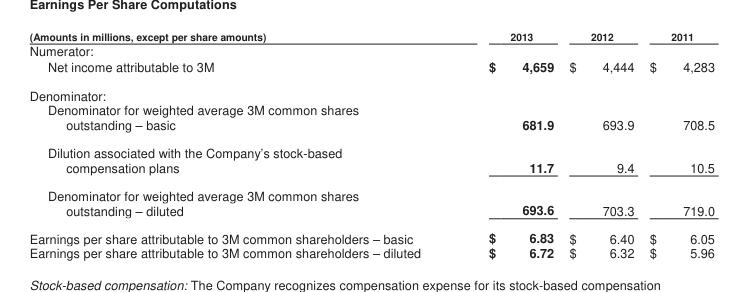 Earnings Per Share Computations
(Amounts in millions, except per share amounts) 2013 2012 2011
Numerator:
Net income attributable to 3M $ 4,659 $ 4,444 $ 4,283
Denominator:
Denominator for weighted average 3M common shares
outstanding – basic 681.9 693.9 708.5
Dilution associated with the Company's stock-based
compensation plans 11.7 9.4 10.5
Denominator for weighted average 3M common shares
outstanding – diluted 693.6 703.3 719.0
Earnings per share attributable to 3M common shareholders – basic $ 6.83 $ 6.40 $ 6.05
Earnings per share attributable to 3M common shareholders – diluted $ 6.72 $ 6.32 $ 5.96
Stock-based compensation: The Company recognizes compensation expense for its stock-based compensation